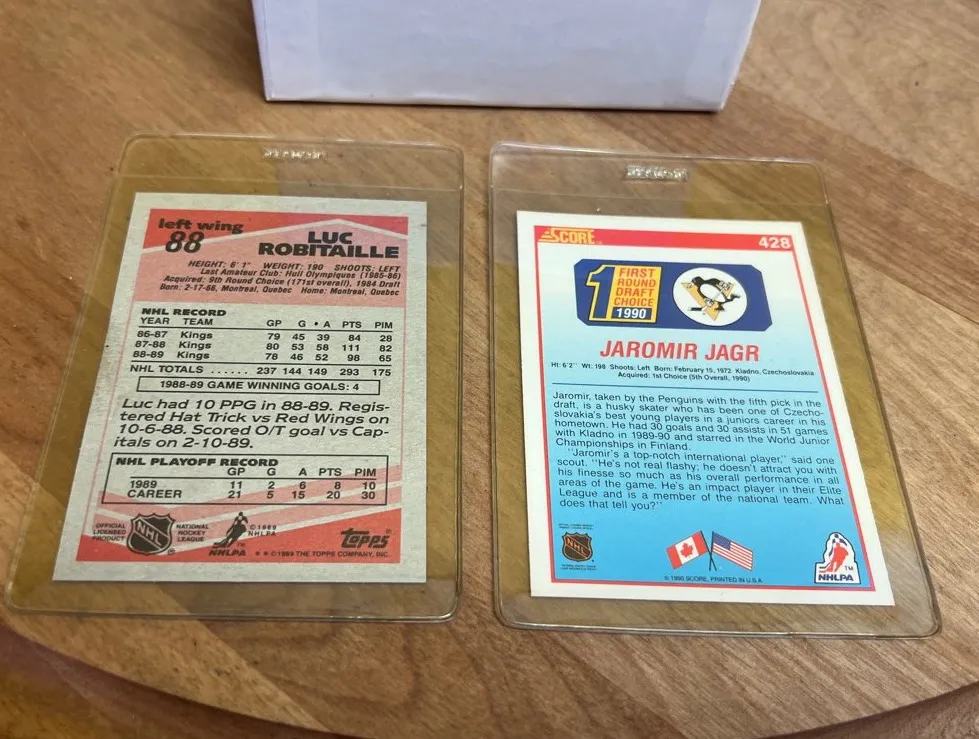 left wing
88
LUC
ROBITAILLE
HEIGHT: 6' 1" WEIGHT: 190 SHOOTS: LEFT
Last Amateur Club: Hull Olympiques (1985-86)
Acquired: 9th Round Choice (171st overall), 1984 Draft
Born: 2-17-66, Montreal, Quebec Home: Montreal, Quebec
NHL RECORD
YEAR TEAM GP G • A PTS PIM
86-87 Kings 79 45 39 84 28
87-88 Kings 80 53 58 111 82
88-89 Kings 78 46 52 98 65
NHL TOTALS ...... 237 144 149 293 175
1988-89 GAME WINNING GOALS: 4
Luc had 10 PPG in 88-89. Regis-
tered Hat Trick vs Red Wings on
10-6-88. Scored O/T goal vs Cap-
itals on 2-10-89.
NHL PLAYOFF RECORD
GP G A PTS PIM
1989 11 2 6 8 10
CAREER 21 5 15 20 30
OFFICIAL
LICENSED
PRODUCT
NHL
NATIONAL
HOCKEY
LEAGUE
NHLPA
TM
©1989
NHLPA
topps®
* * © 1989 THE TOPPS COMPANY, INC.
SCORE
428
1 FIRST
ROUND
DRAFT
CHOICE
1990
JAROMIR JAGR
Ht: 6'2" Wt: 198 Shoots: Left Born: February 15, 1972 Kladno, Czechoslovakia
Acquired: 1st Choice (5th Overall, 1990)
Jaromir, taken by the Penguins with the fifth pick in the
draft, is a husky skater who has been one of Czecho-
slovakia's best young players in a juniors career in his
hometown. He had 30 goals and 30 assists in 51 games
with Kladno in 1989-90 and starred in the World Junior
Championships in Finland.
"Jaromir's a top-notch international player," said one
scout. "He's not real flashy; he doesn't attract you with
his finesse so much as his overall performance in all
areas of the game. He's an impact player in their Elite
League and is a member of the national team. What
does that tell you?"
NHL
© 1990 SCORE, PRINTED IN U.S.A.
TM
NHLPA